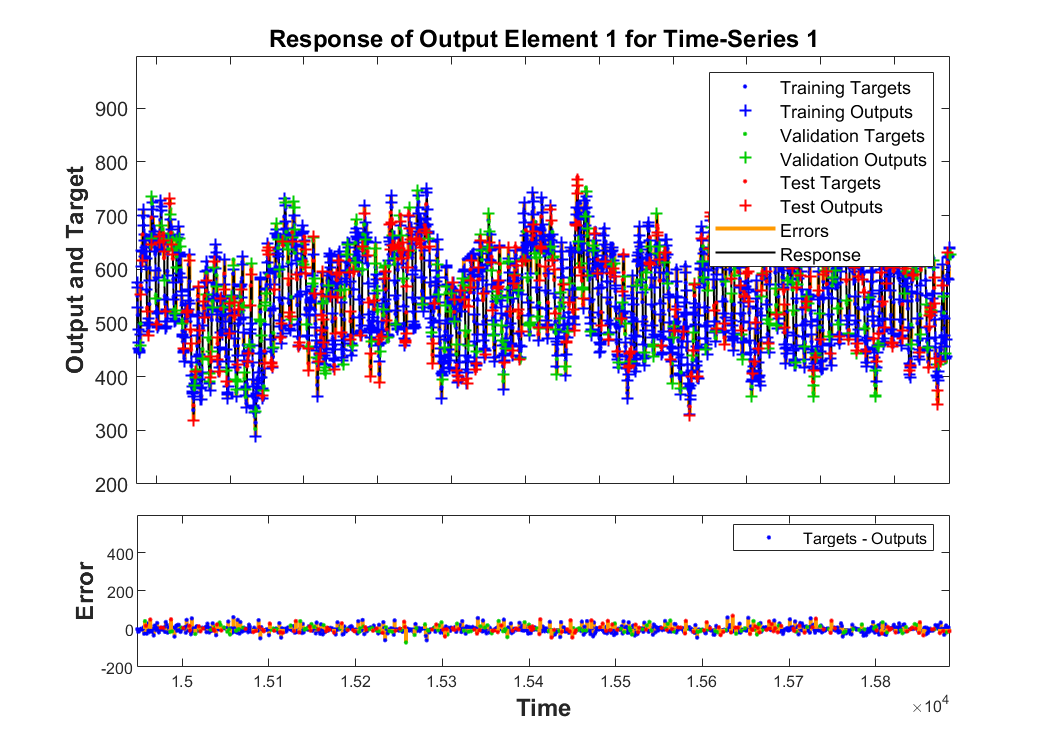 Response of Output Element 1 for Time-Series 1
Output and Target
900
800
700
600
500
400
300
200
Training Targets
Training Outputs
Validation Targets
Validation Outputs
Test Targets
Test Outputs
Errors
Response
Error
400
200
0
-200
Targets - Outputs
1.5
1.51
1.52
1.53
1.54
1.55
1.56
1.57
1.58
×10⁴
Time